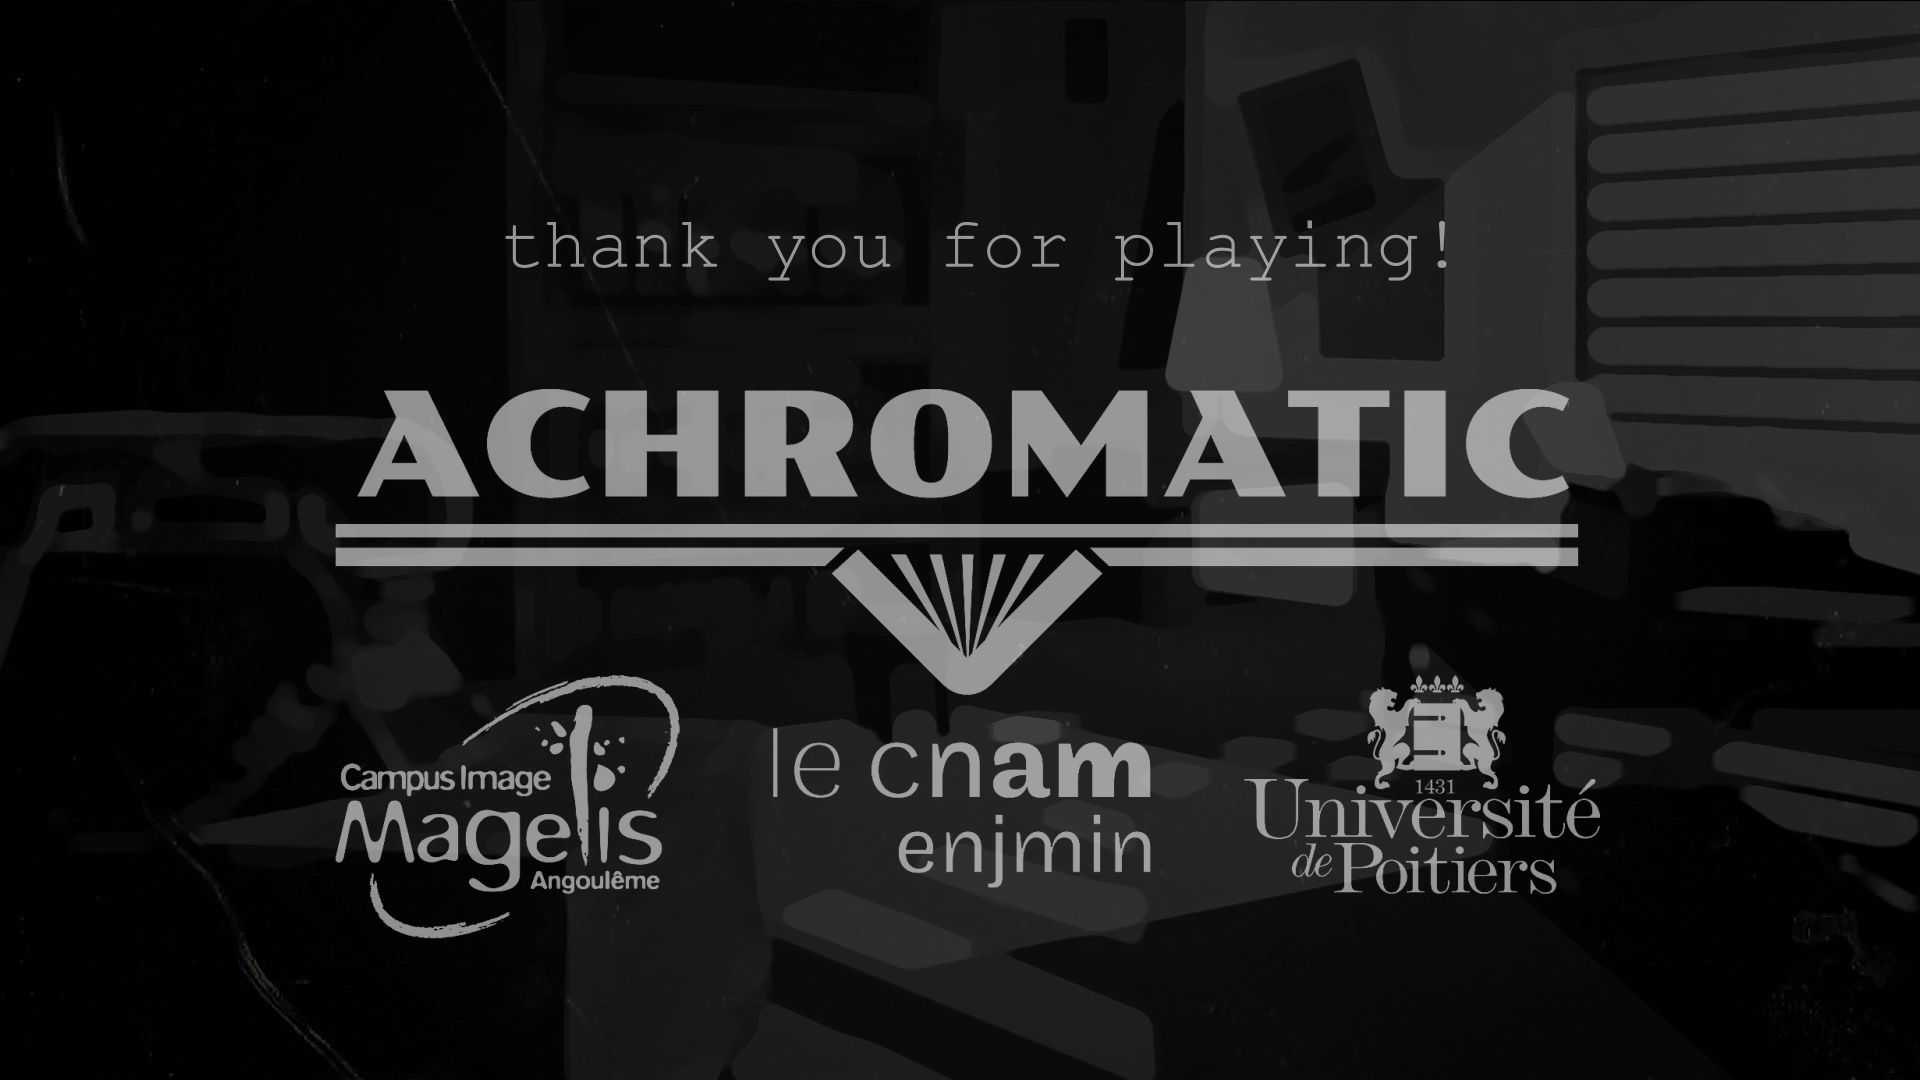 thank you for playing!
ACHROMATIC
Campus Image
Magelis
Angoulême
le cnam
enjmin
1431
Université
de Poitiers